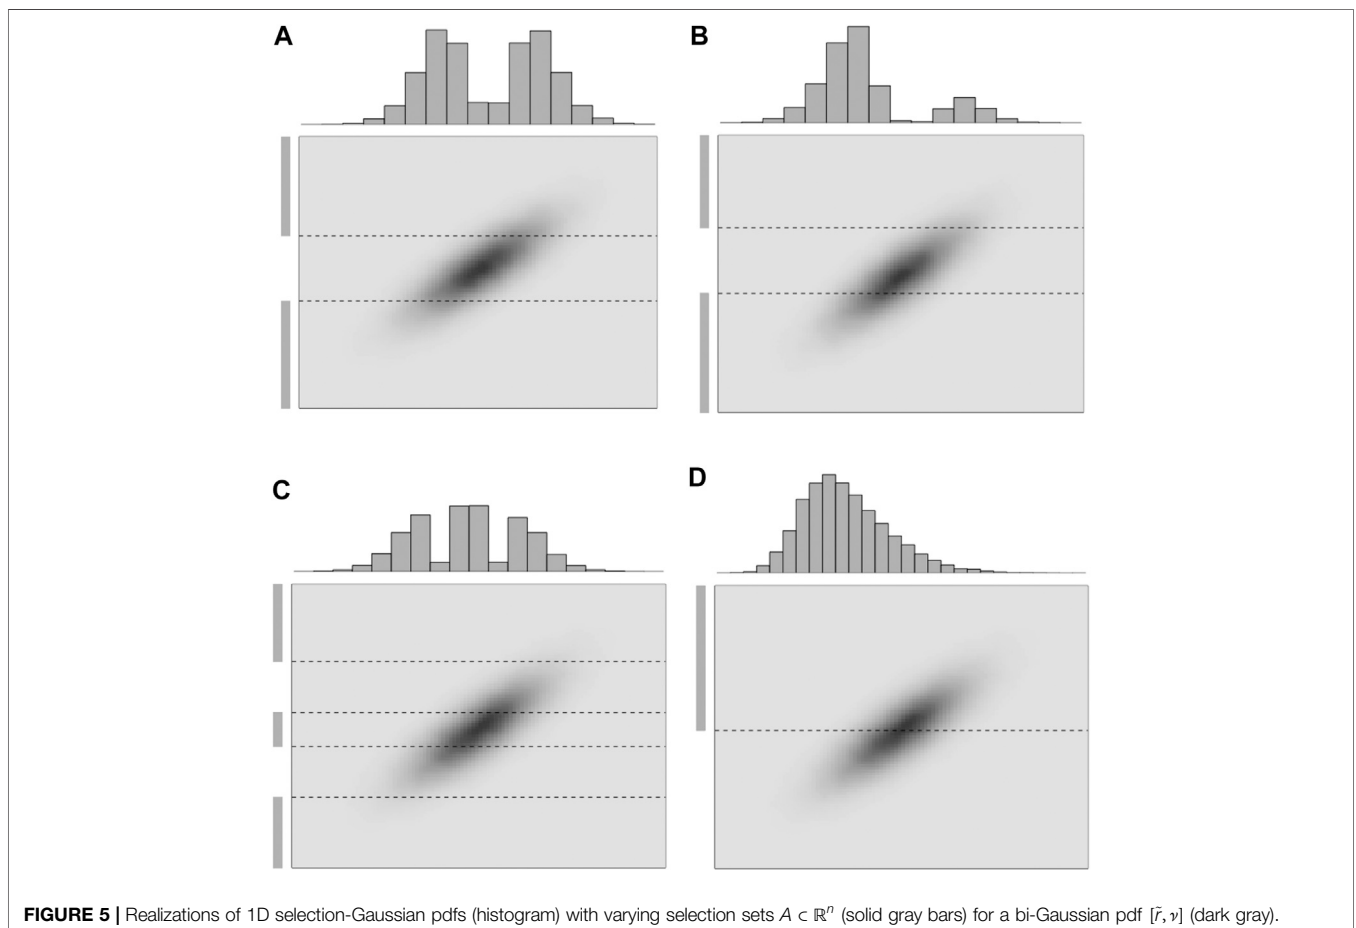 A
B
C
D
FIGURE 5 | Realizations of 1D selection-Gaussian pdfs (histogram) with varying selection sets A ⊂ ℝⁿ (solid gray bars) for a bi-Gaussian pdf [r̃, ν] (dark gray).